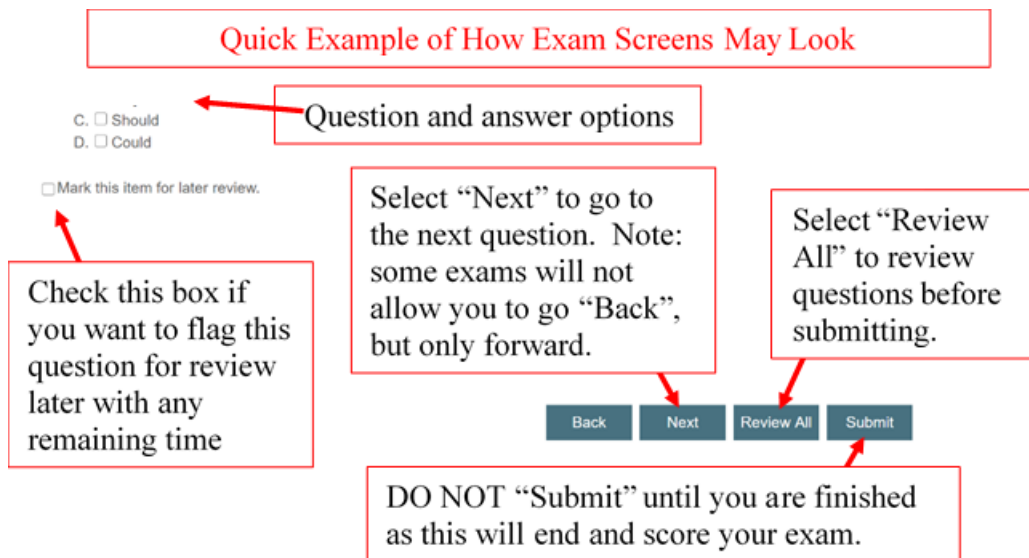 Quick Example of How Exam Screens May Look
Question and answer options
C. Should
D. Could
Mark this item for later review.
Check this box if
you want to flag this
question for review
later with any
remaining time
Select “Next” to go to
the next question. Note:
some exams will not
allow you to go “Back”,
but only forward.
Select “Review
All” to review
questions before
submitting.
Back Next Review All Submit
DO NOT “Submit” until you are finished
as this will end and score your exam.